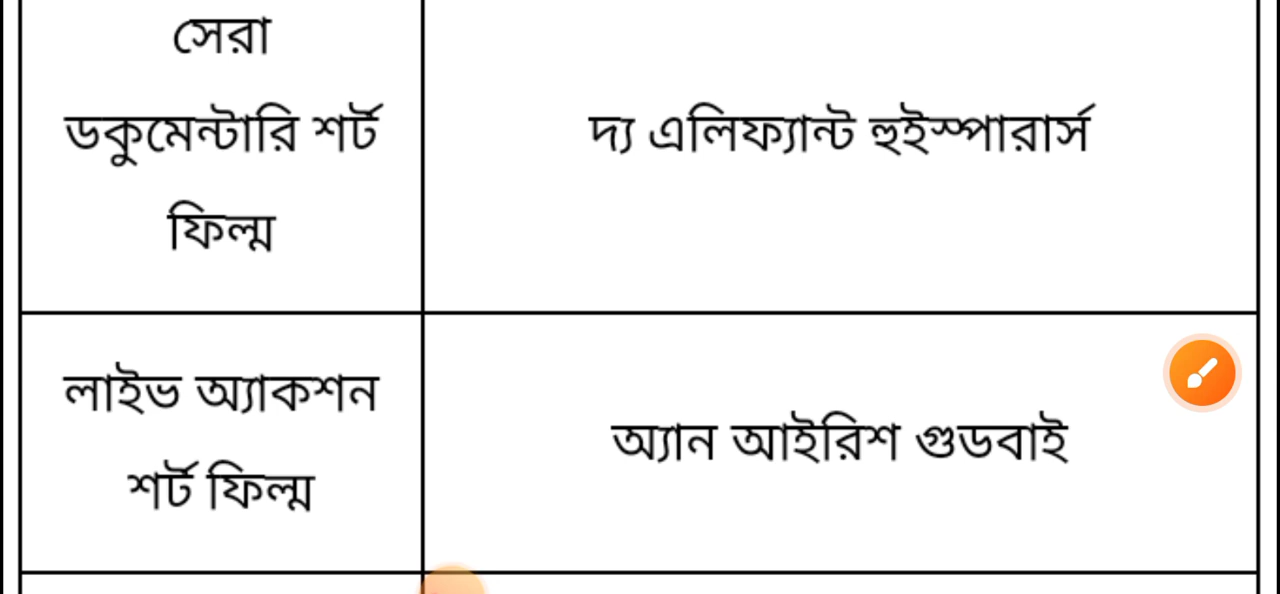 সেরা
ডকুমেন্টারি শর্ট
ফিল্ম
দ্য এলিফ্যান্ট হুইস্পারার্স
লাইভ অ্যাকশন
শর্ট ফিল্ম
অ্যান আইরিশ গুডবাই